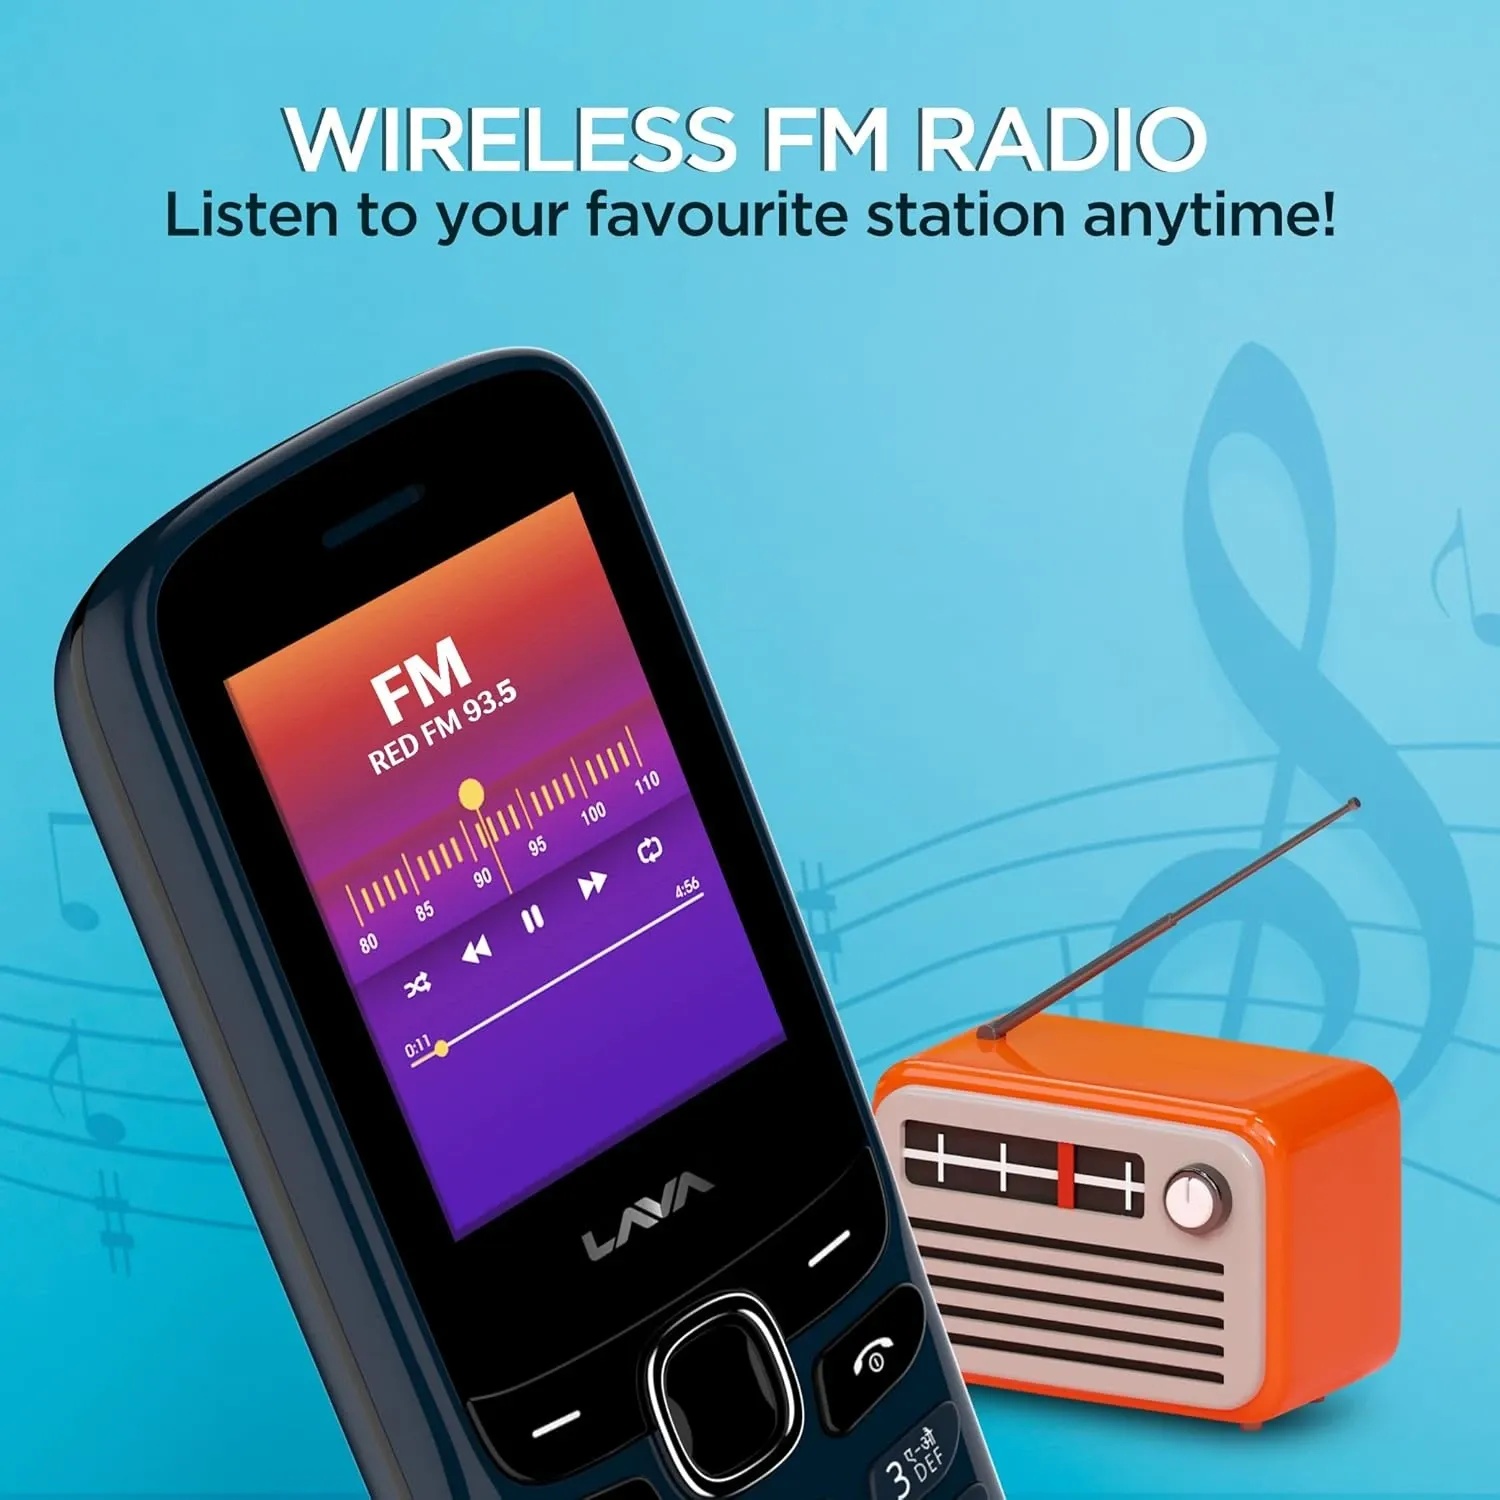 WIRELESS FM RADIO
Listen to your favourite station anytime!
FM
RED FM 93.5
80 85 90 95 100 110
0:11 4:56
LAVA
3 ए-औ DEF